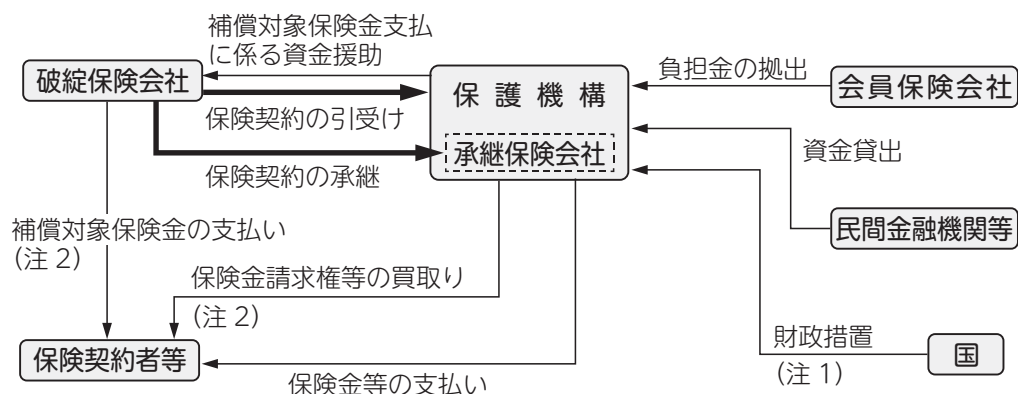 補償対象保険金支払
に係る資金援助
破綻保険会社
保護機構
負担金の拠出
会員保険会社
保険契約の引受け
承継保険会社
資金貸出
保険契約の承継
補償対象保険金の支払い
(注2)
民間金融機関等
保険金請求権等の買取り
(注2)
財政措置
(注1)
国
保険契約者等
保険金等の支払い